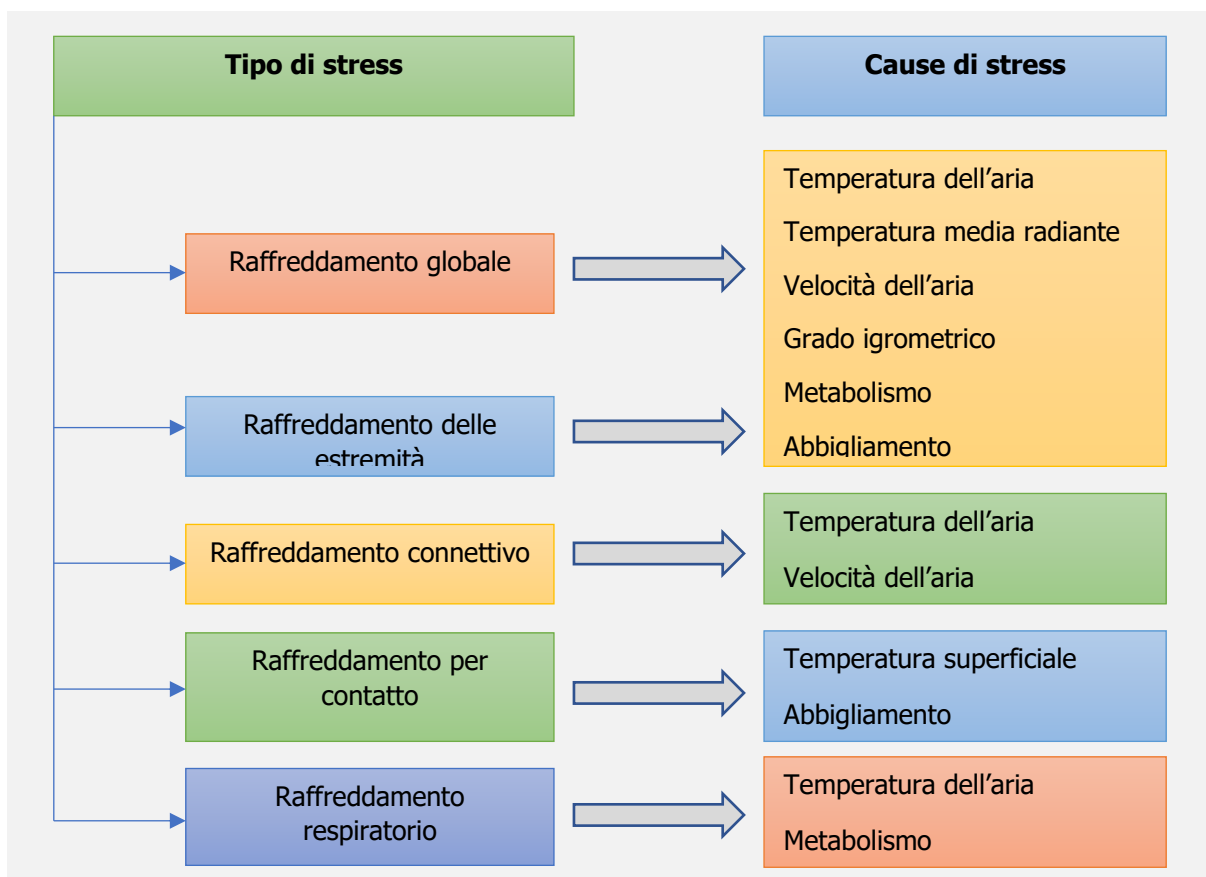 Tipo di stress
Cause di stress
Raffreddamento globale
Temperatura dell’aria
Temperatura media radiante
Velocità dell’aria
Grado igrometrico
Metabolismo
Abbigliamento
Raffreddamento delle
estremità
Raffreddamento connettivo
Temperatura dell’aria
Velocità dell’aria
Raffreddamento per
contatto
Temperatura superficiale
Abbigliamento
Raffreddamento
respiratorio
Temperatura dell’aria
Metabolismo